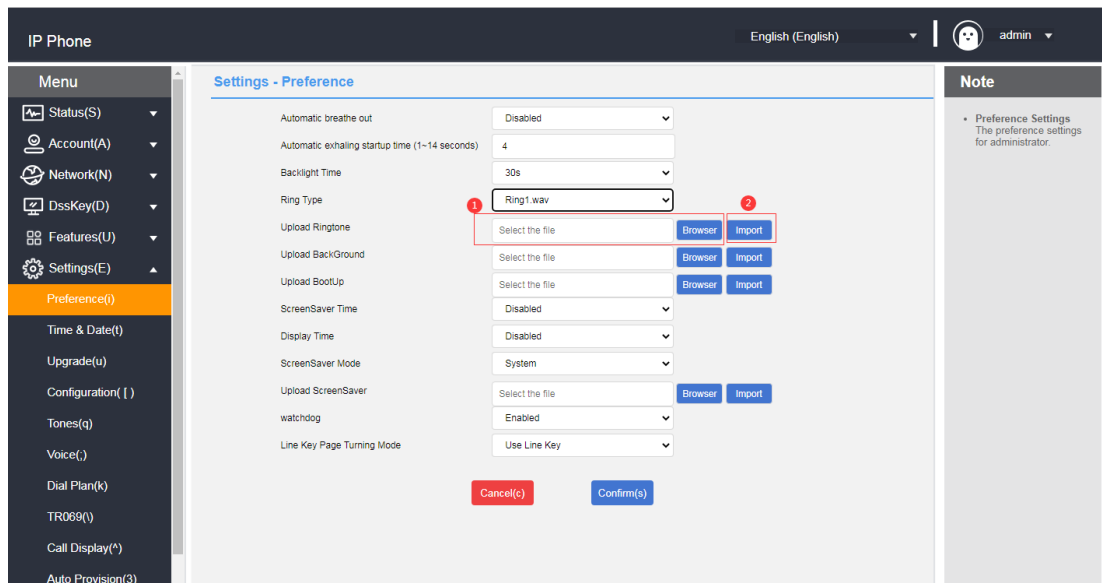 IP Phone
English (English)
admin
Menu
Status(S)
Account(A)
Network(N)
DssKey(D)
Features(U)
Settings(E)
Preference(i)
Time & Date(t)
Upgrade(u)
Configuration( [ )
Tones(q)
Voice(;)
Dial Plan(k)
TR069(\)
Call Display(^)
Auto Provision(3)
Settings - Preference
Automatic breathe out Disabled
Automatic exhaling startup time (1~14 seconds) 4
Backlight Time 30s
Ring Type Ring1.wav
1 2
Upload Ringtone Select the file Browser Import
Upload BackGround Select the file Browser Import
Upload BootUp Select the file Browser Import
ScreenSaver Time Disabled
Display Time Disabled
ScreenSaver Mode System
Upload ScreenSaver Select the file Browser Import
watchdog Enabled
Line Key Page Turning Mode Use Line Key
Cancel(c) Confirm(s)
Note
Preference Settings
The preference settings
for administrator.